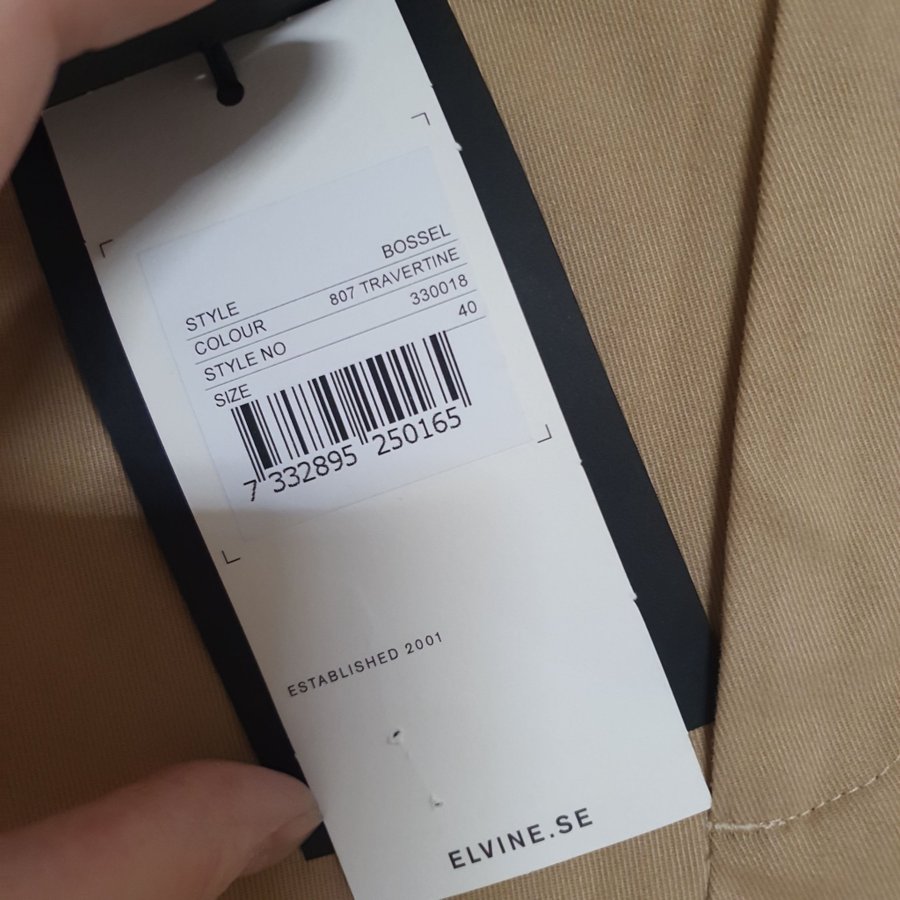 STYLE BOSSEL
COLOUR 807 TRAVERTINE
STYLE NO 330018
SIZE 40
7 332895 250165
ESTABLISHED 2001
ELVINE.SE